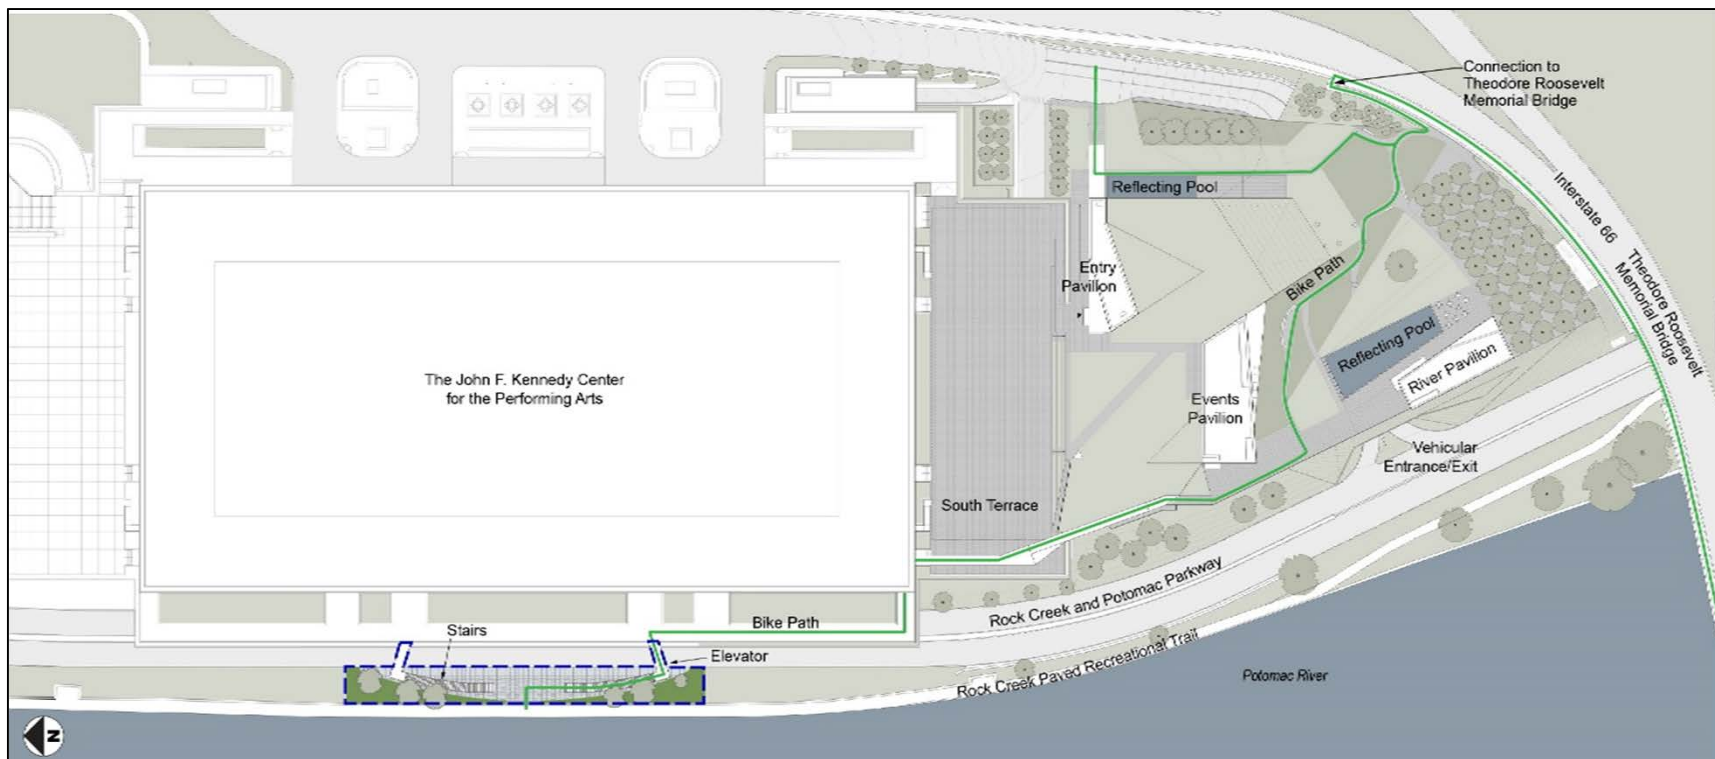 Connection to
Theodore Roosevelt
Memorial Bridge
Reflecting Pool
Interstate 66
Theodore Roosevelt
Memorial Bridge
Entry
Pavilion
Bike Path
Reflecting Pool
River Pavilion
The John F. Kennedy Center
for the Performing Arts
Events
Pavilion
Vehicular
Entrance/Exit
South Terrace
Rock Creek and Potomac Parkway
Bike Path
Stairs
Elevator
Rock Creek Paved Recreational Trail
Potomac River
N